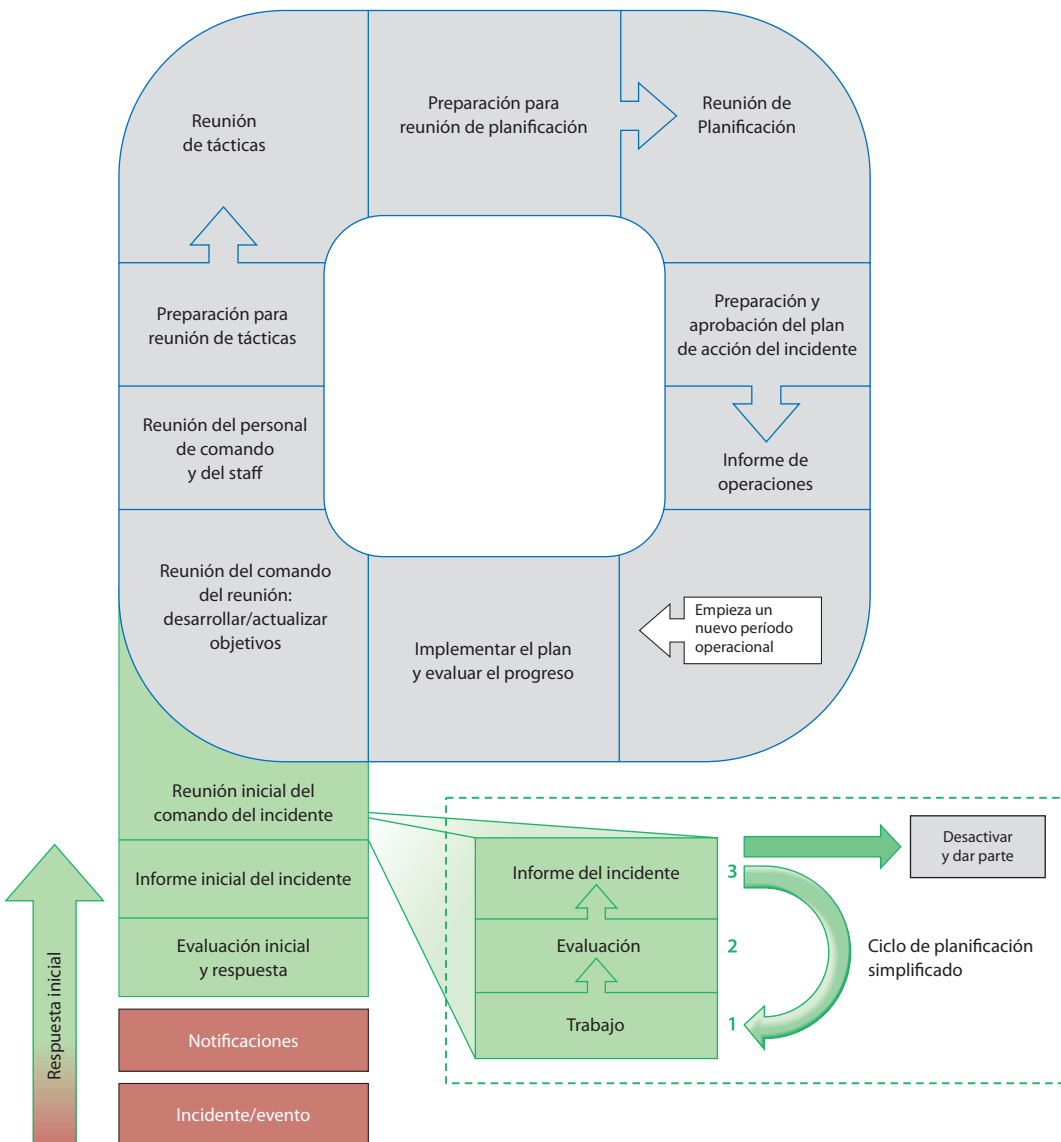 Reunión
de tácticas
Preparación para
reunión de planificación
Reunión de
Planificación
Preparación para
reunión de tácticas
Preparación y
aprobación del plan
de acción del incidente
Reunión del personal
de comando
y del staff
Informe de
operaciones
Reunión del comando
del reunión:
desarrollar/actualizar
objetivos
Implementar el plan
y evaluar el progreso
Empieza un
nuevo período
operacional
Reunión inicial del
comando del incidente
Informe inicial del incidente
Evaluación inicial
y respuesta
Notificaciones
Incidente/evento
Respuesta inicial
Informe del incidente
3
Evaluación
2
Trabajo
1
Desactivar
y dar parte
Ciclo de planificación
simplificado